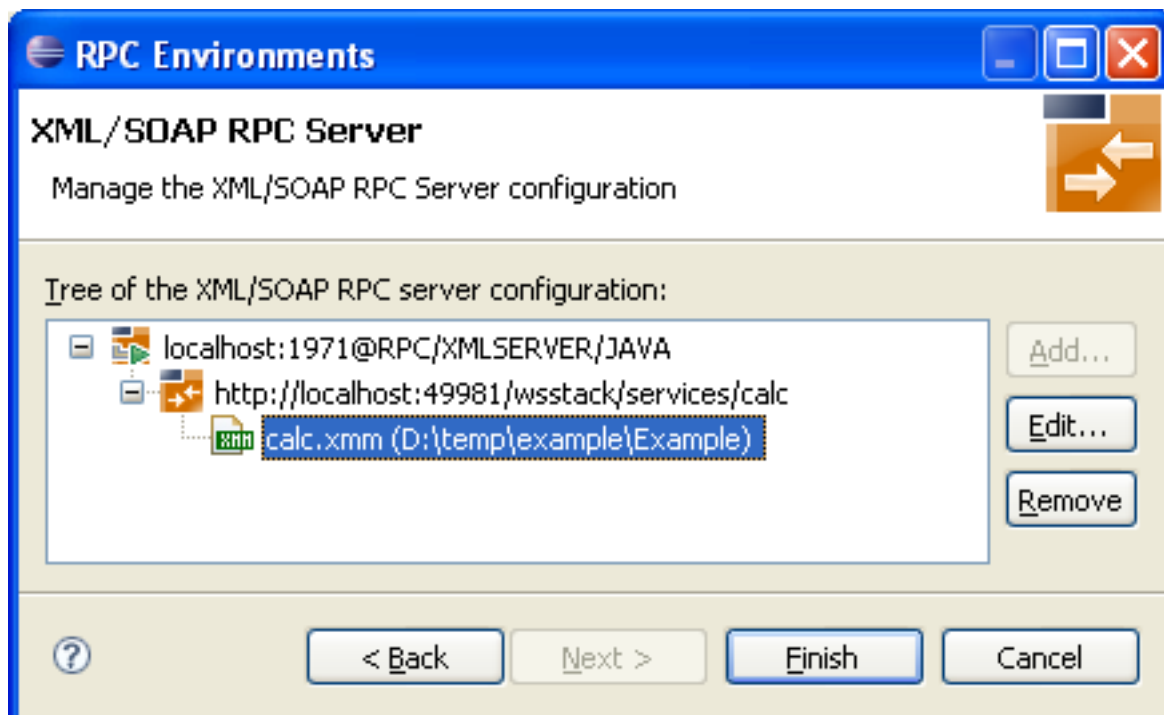 RPC Environments
XML/SOAP RPC Server
Manage the XML/SOAP RPC Server configuration
Tree of the XML/SOAP RPC server configuration:
localhost:1971@RPC/XMLSERVER/JAVA
Add...
http://localhost:49981/wsstack/services/calc
Edit...
XMM calc.xmm (D:\temp\example\Example)
Remove
? < Back Next > Finish Cancel